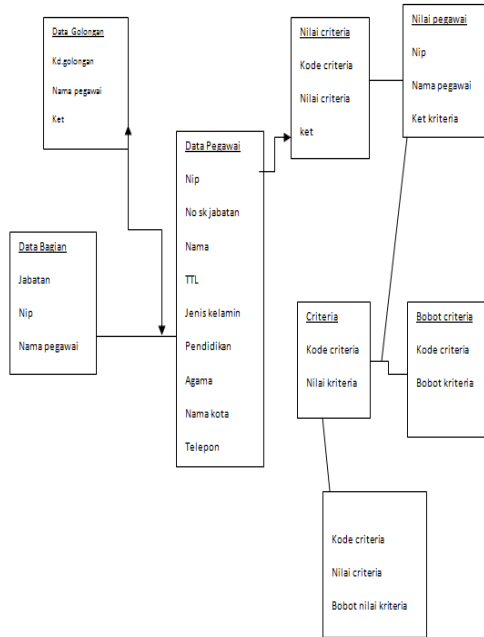 Data Golongan
Kd.golongan
Nama pegawai
Ket
Nilai criteria
Kode criteria
Nilai criteria
ket
Nilai pegawai
Nip
Nama pegawai
Ket kriteria
Data Pegawai
Nip
No sk jabatan
Nama
TTL
Jenis kelamin
Pendidikan
Agama
Nama kota
Telepon
Data Bagian
Jabatan
Nip
Nama pegawai
Criteria
Kode criteria
Nilai kriteria
Bobot criteria
Kode criteria
Bobot kriteria
Kode criteria
Nilai criteria
Bobot nilai kriteria